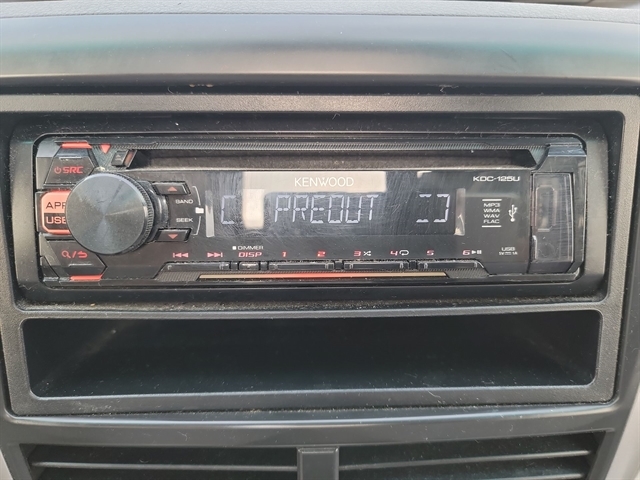 SRC
KENWOOD
KDC-125U
APP
USB
BAND
SEEK
PREOUT
MP3
WMA
WAV
FLAC
DIMMER
DISP 1 2 3 4 5 6
USB